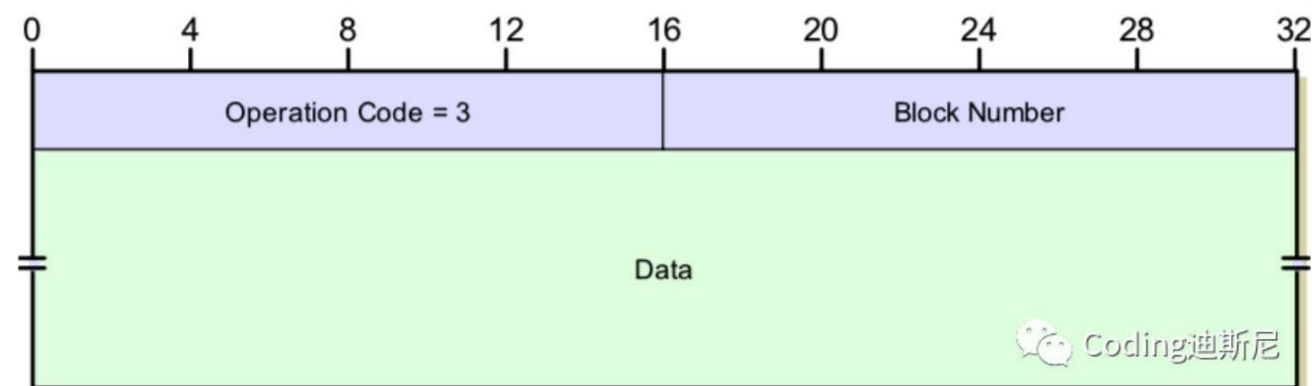 0 4 8 12 16 20 24 28 32
Operation Code = 3 Block Number
Data
Coding迪斯尼